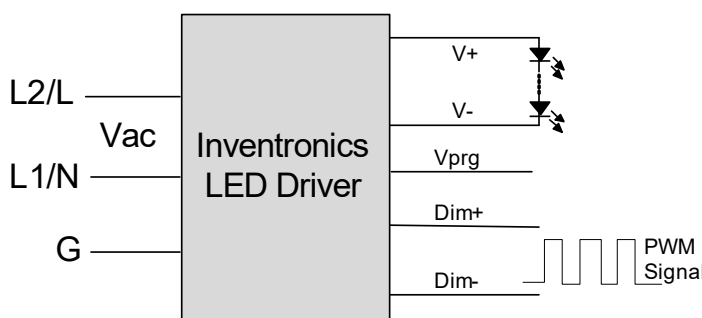 L2/L
Vac
L1/N
G
Inventronics
LED Driver
V+
V-
Vprg
Dim+
Dim-
PWM
Signal